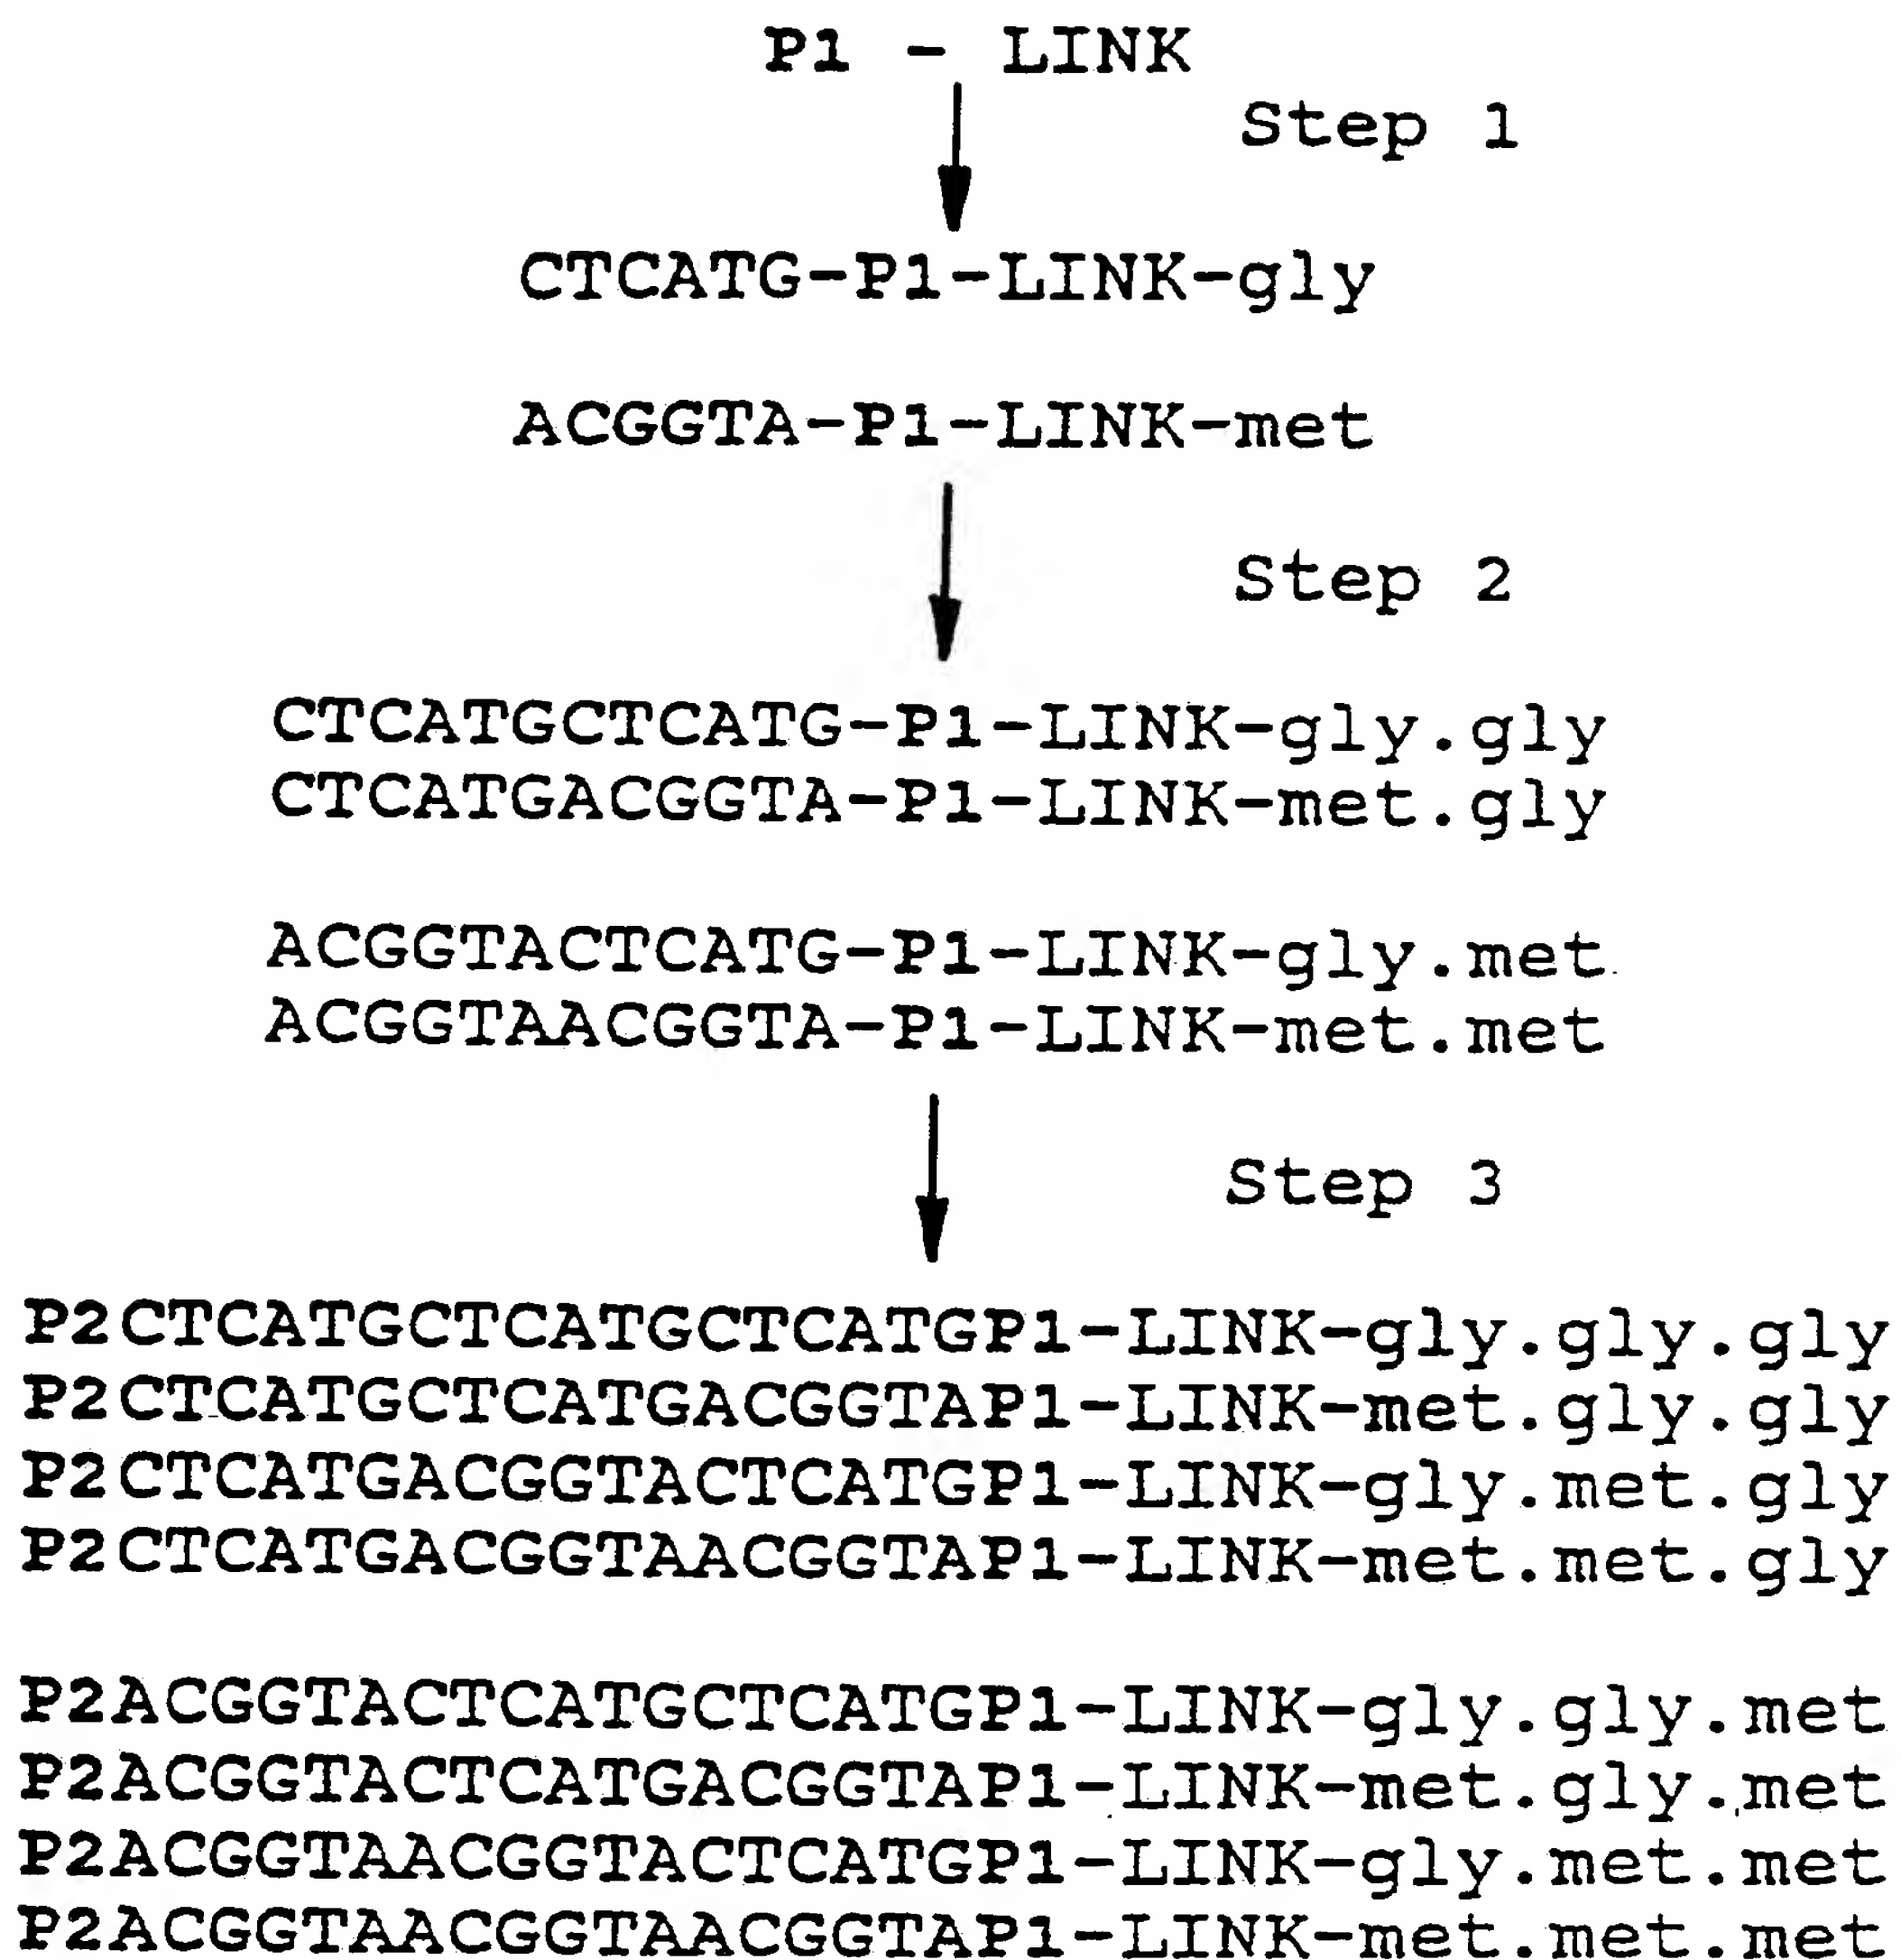 P1 - LINK
Step 1
CTCATG-P1-LINK-gly
ACGGTA-P1-LINK-met
Step 2
CTCATGCTCATG-P1-LINK-gly.gly
CTCATGACGGTA-P1-LINK-met.gly
ACGGTACTCATG-P1-LINK-gly.met
ACGGTAACGGTA-P1-LINK-met.met
Step 3
P2CTCATGCTCATGCTCATGP1-LINK-gly.gly.gly
P2CTCATGCTCATGACGGTAP1-LINK-met.gly.gly
P2CTCATGACGGTACTCATGP1-LINK-gly.met.gly
P2CTCATGACGGTAACGGTAP1-LINK-met.met.gly
P2ACGGTACTCATGCTCATGP1-LINK-gly.gly.met
P2ACGGTACTCATGACGGTAP1-LINK-met.gly.met
P2ACGGTAACGGTACTCATGP1-LINK-gly.met.met
P2ACGGTAACGGTAACGGTAP1-LINK-met.met.met